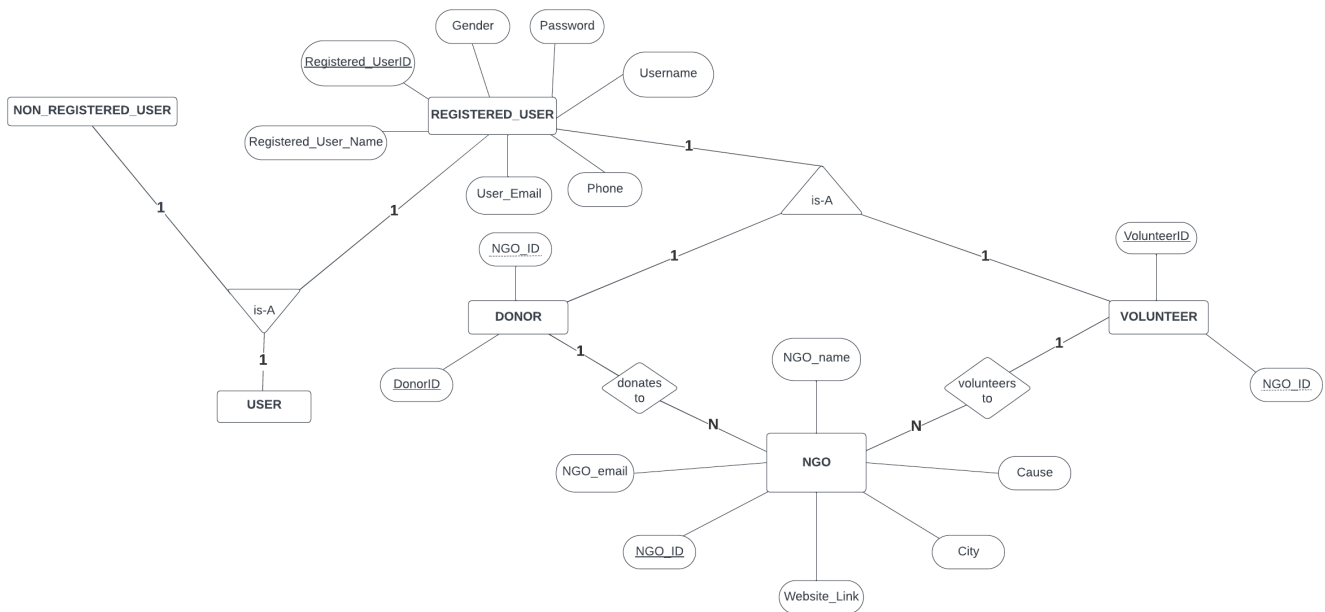 Gender
Password
Registered_UserID
Username
NON_REGISTERED_USER
REGISTERED_USER
Registered_User_Name
1
User_Email
Phone
is-A
1
1
NGO_ID
VolunteerID
1
1
is-A
DONOR
VOLUNTEER
1
1
1
NGO_name
DonorID
donates
to
volunteers
to
NGO_ID
USER
N
N
NGO
NGO_email
Cause
NGO_ID
City
Website_Link